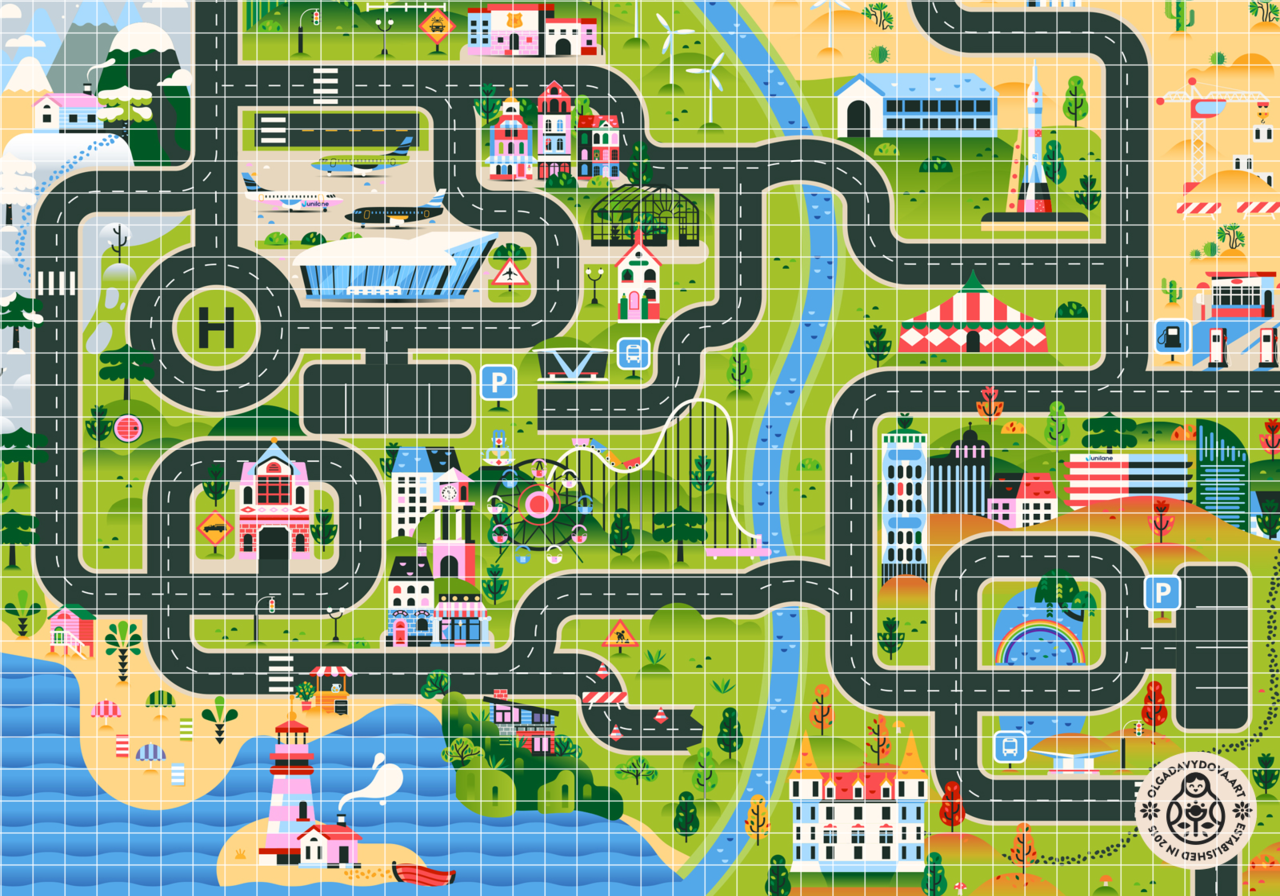 unilane
H
P
unilane
P
OLGADAVYDOVA.ART
ESTABLISHED IN 2015